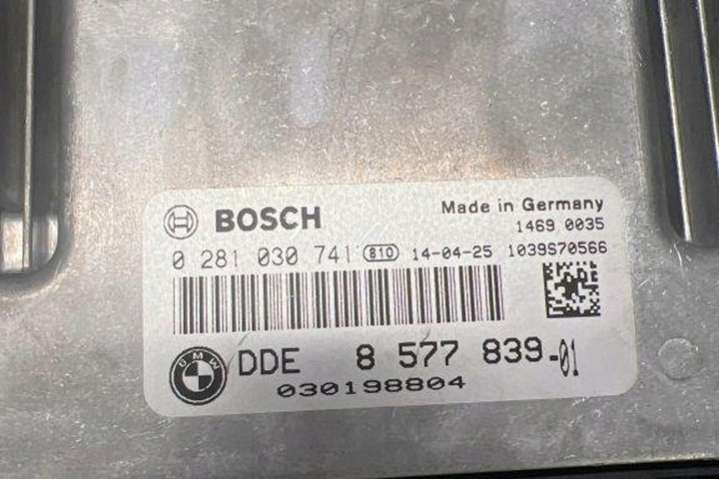 BOSCH Made in Germany
1469 0035
0 281 030 741 810 14-04-25 1039S70566
BMW DDE 8 577 839-01
030198804